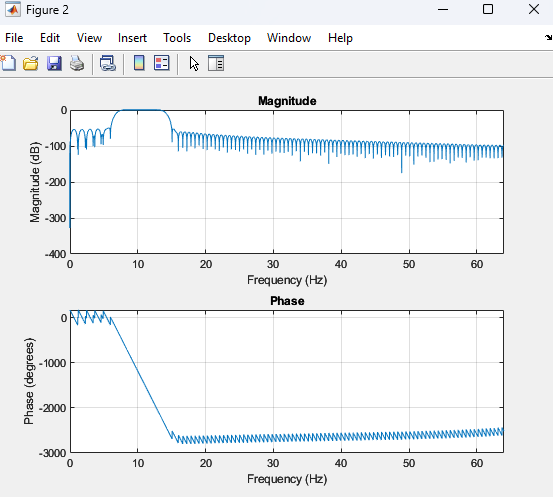 Figure 2
File Edit View Insert Tools Desktop Window Help
Magnitude
0
-100
-200
-300
-400
Magnitude (dB)
0 10 20 30 40 50 60
Frequency (Hz)
Phase
0
-1000
-2000
-3000
Phase (degrees)
0 10 20 30 40 50 60
Frequency (Hz)